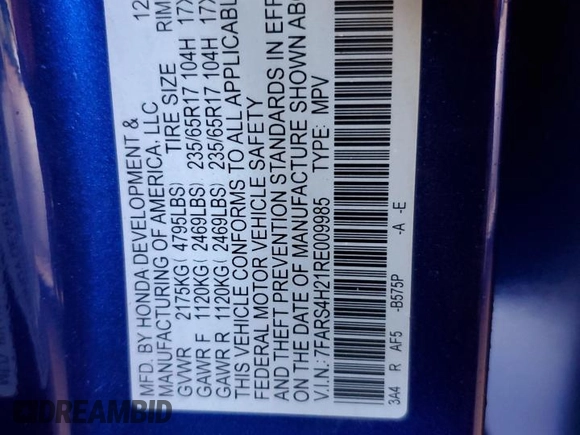 MFD. BY HONDA DEVELOPMENT & 12
MANUFACTURING OF AMERICA, LLC
TIRE SIZE RIM
GVWR 2175KG( 4795LBS)
GAWR F 1120KG( 2469LBS) 235/65R17 104H 17X
GAWR R 1120KG( 2469LBS) 235/65R17 104H 17X
THIS VEHICLE CONFORMS TO ALL APPLICABL
FEDERAL MOTOR VEHICLE SAFETY
AND THEFT PREVENTION STANDARDS IN EFF
ON THE DATE OF MANUFACTURE SHOWN ABO
V.I.N.: 7FARS4H21RE009985 TYPE: MPV
3A4 R AF5 -B575P -A -E
DREAMBID